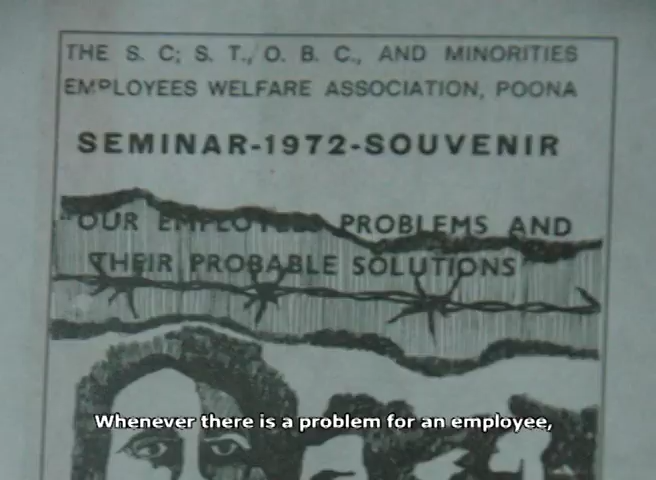 THE S. C; S. T., O. B. C., AND MINORITIES
EMPLOYEES WELFARE ASSOCIATION, POONA
SEMINAR-1972-SOUVENIR
"OUR EMPLOYEES PROBLEMS AND
THEIR PROBABLE SOLUTIONS
Whenever there is a problem for an employee,